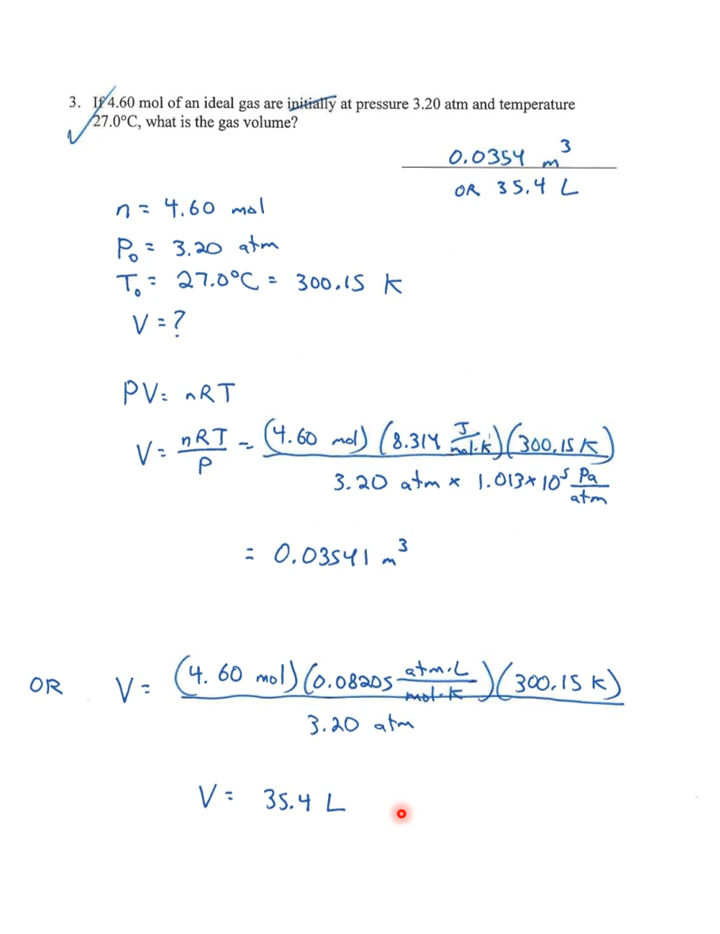 3. If 4.60 mol of an ideal gas are initially at pressure 3.20 atm and temperature
27.0°C, what is the gas volume?
0.0354 m³
OR 35.4 L
n = 4.60 mol
P₀ = 3.20 atm
T₀ = 27.0°C = 300.15 K
V = ?
PV = nRT
V = nRT/P = (4.60 mol)(8.314 J/mol·K)(300.15 K) / 3.20 atm × 1.013×10⁵ Pa/atm
= 0.03541 m³
OR V = (4.60 mol)(0.08205 atm·L/mol·K)(300.15 K) / 3.20 atm
V = 35.4 L